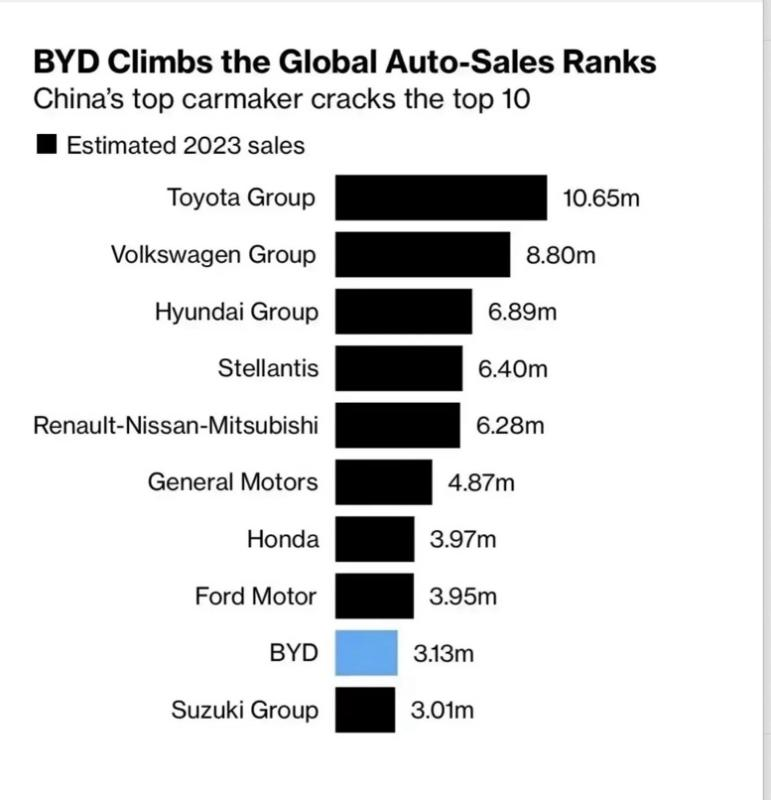 BYD Climbs the Global Auto-Sales Ranks
China's top carmaker cracks the top 10
Estimated 2023 sales
Toyota Group 10.65m
Volkswagen Group 8.80m
Hyundai Group 6.89m
Stellantis 6.40m
Renault-Nissan-Mitsubishi 6.28m
General Motors 4.87m
Honda 3.97m
Ford Motor 3.95m
BYD 3.13m
Suzuki Group 3.01m